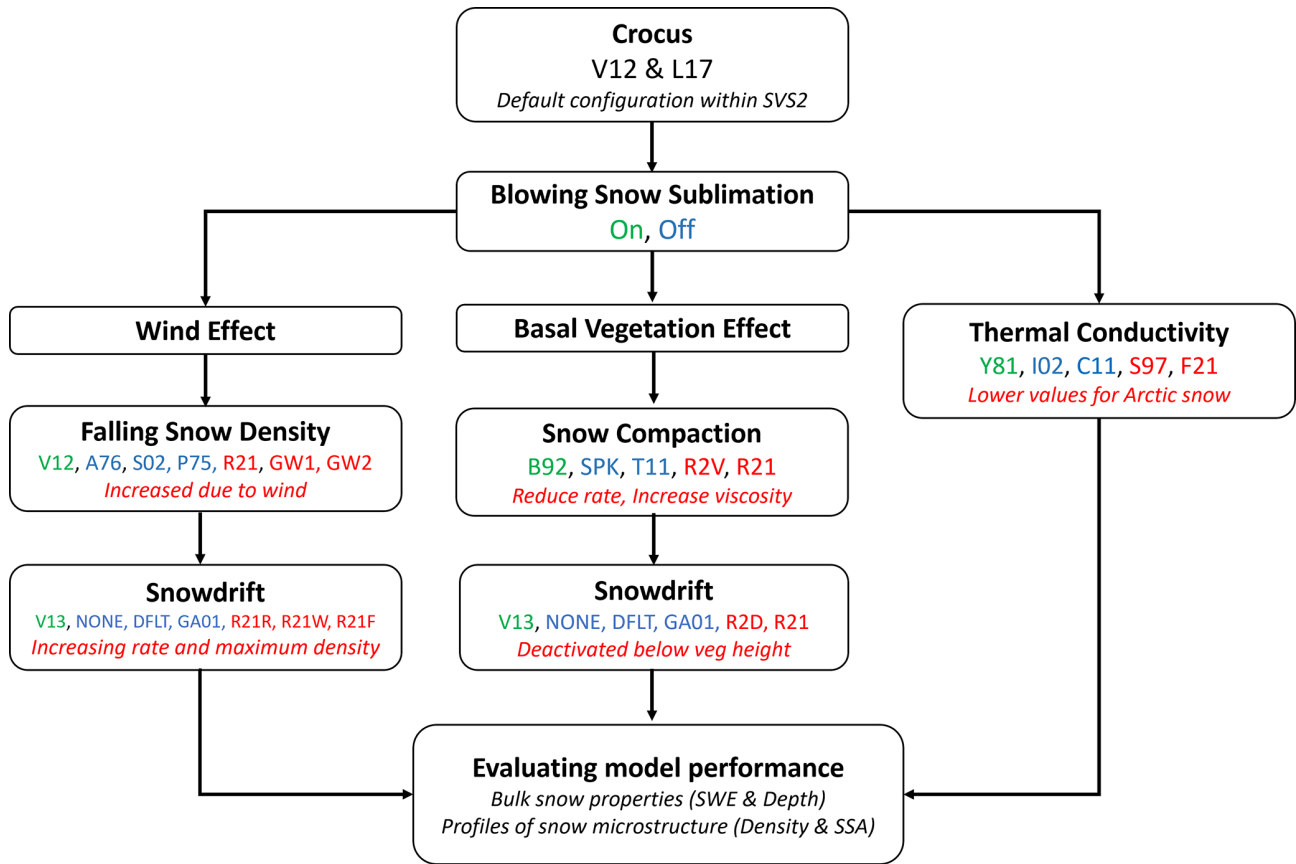 Crocus
V12 & L17
Default configuration within SVS2
Blowing Snow Sublimation
On, Off
Wind Effect
Basal Vegetation Effect
Thermal Conductivity
Y81, I02, C11, S97, F21
Lower values for Arctic snow
Falling Snow Density
V12, A76, S02, P75, R21, GW1, GW2
Increased due to wind
Snow Compaction
B92, SPK, T11, R2V, R21
Reduce rate, Increase viscosity
Snowdrift
V13, NONE, DFLT, GA01, R21R, R21W, R21F
Increasing rate and maximum density
Snowdrift
V13, NONE, DFLT, GA01, R2D, R21
Deactivated below veg height
Evaluating model performance
Bulk snow properties (SWE & Depth)
Profiles of snow microstructure (Density & SSA)